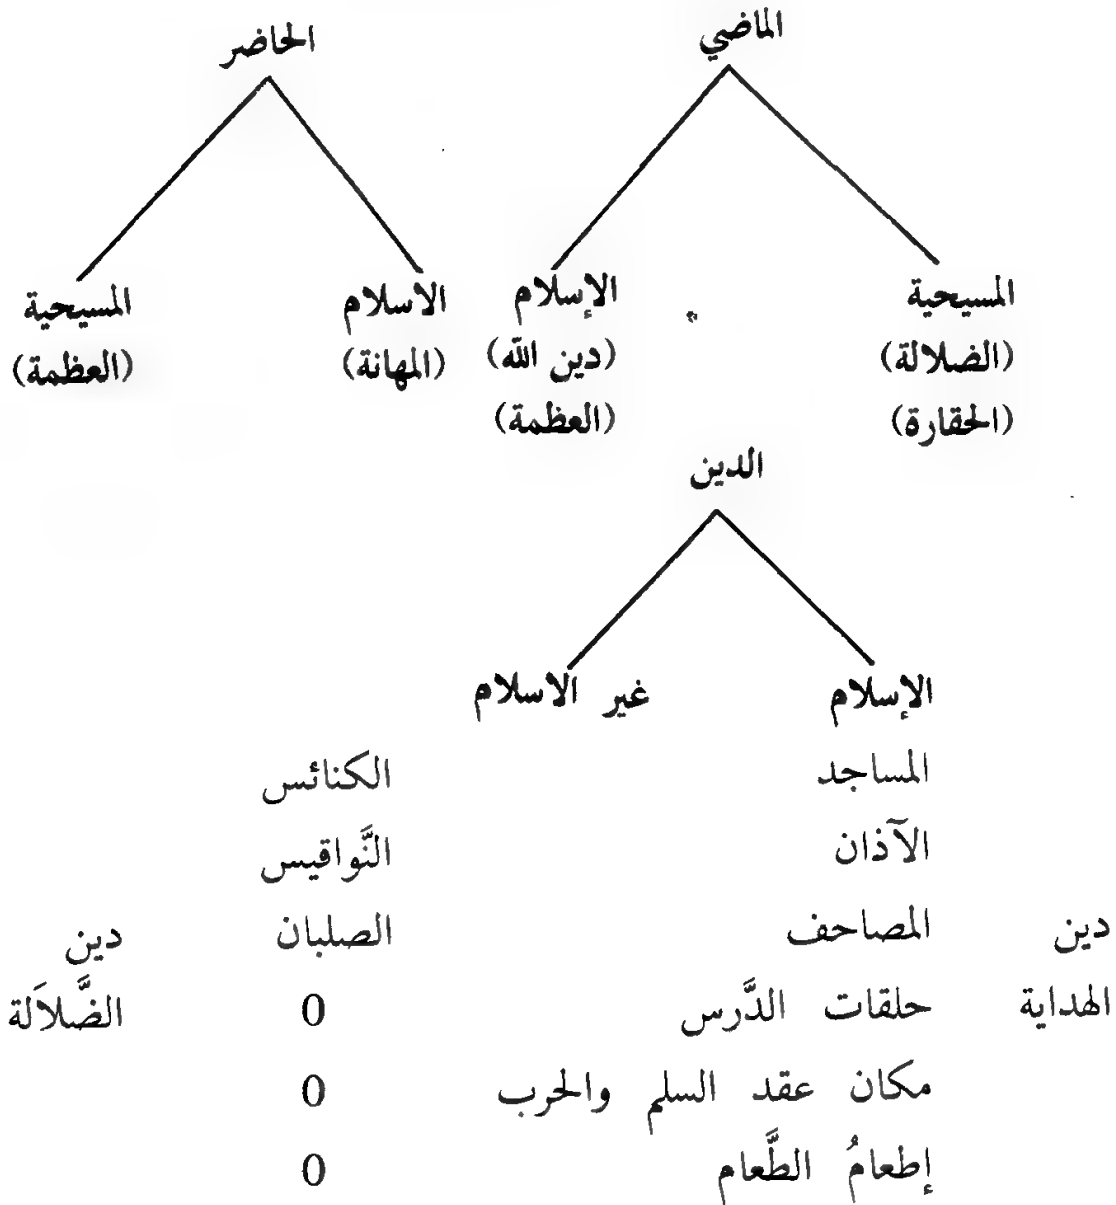 الماضي الحاضر
المسيحية الإسلام الاسلام المسيحية
(الضلالة) (دين الله) (المهانة) (العظمة)
(الحقارة) (العظمة)
الدين
الإسلام غير الاسلام
المساجد الكنائس
الآذان النَّواقيس
دين المصاحف الصلبان دين
الهداية حلقات الدَّرس 0 الضَّلاَلة
مكان عقد السلم والحرب 0
إطعامُ الطَّعام 0